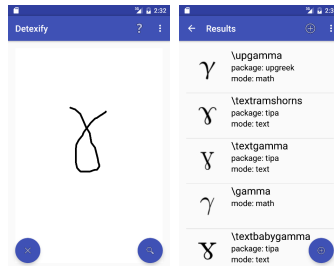 2:32
Detexify
?
2:3
Results
\upgamma
package: upgreek
mode: math
\textramshorns
package: tipa
mode: text
\textgamma
package: tipa
mode: text
\gamma
mode: math
\textbabygamma
package: tipa
mode: text